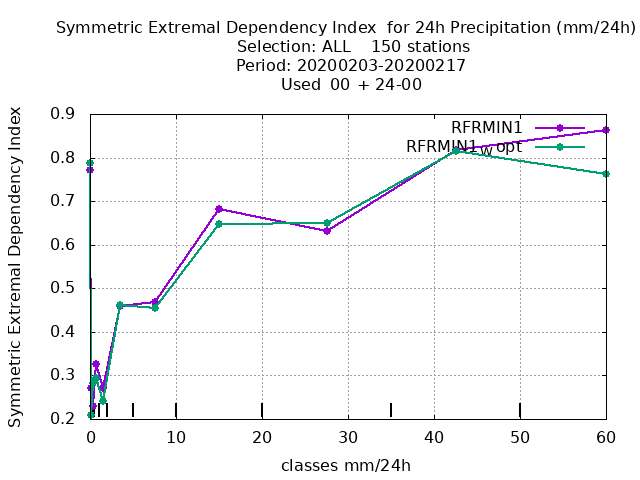 Symmetric Extremal Dependency Index for 24h Precipitation (mm/24h)
Selection: ALL 150 stations
Period: 20200203-20200217
Used 00 + 24-00
Symmetric Extremal Dependency Index
0.9
0.8
0.7
0.6
0.5
0.4
0.3
0.2
RFRMIN1
RFRMIN1w opt
0 10 20 30 40 50 60
classes mm/24h